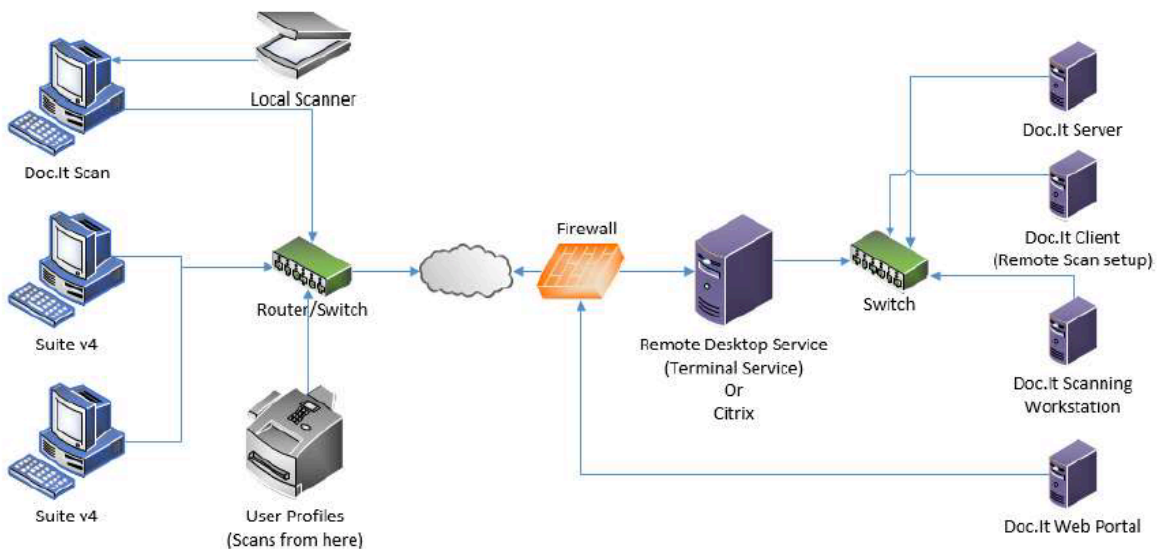 Local Scanner
Doc.It Scan
Doc.It Server
Firewall
Doc.It Client
(Remote Scan setup)
Router/Switch
Switch
Suite v4
Remote Desktop Service
(Terminal Service)
Or
Citrix
Doc.It Scanning
Workstation
Suite v4
User Profiles
(Scans from here)
Doc.It Web Portal